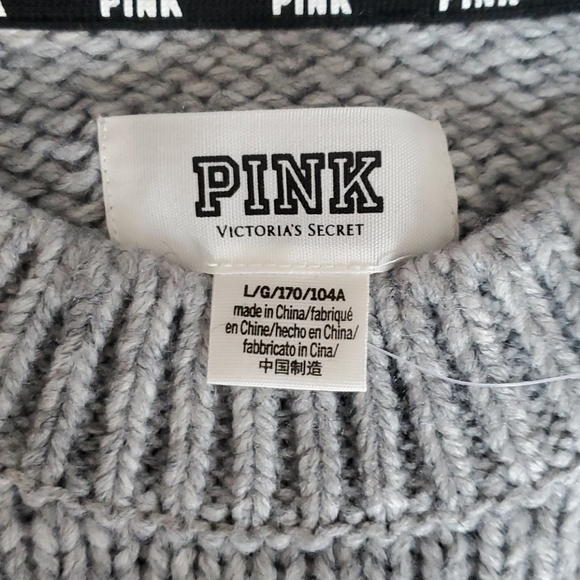 PINK PINK PINK
PINK
VICTORIA'S SECRET
L/G/170/104A
made in China/fabriqué
en Chine/hecho en China/
fabbricato in Cina/
中国制造